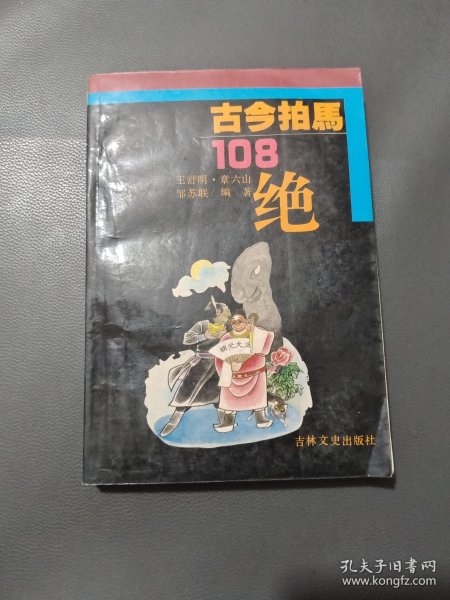 古今拍馬
108
绝
王舒明·章六山
邹苏联/编著
吉林文史出版社
孔夫子旧书网
www.kongfz.com